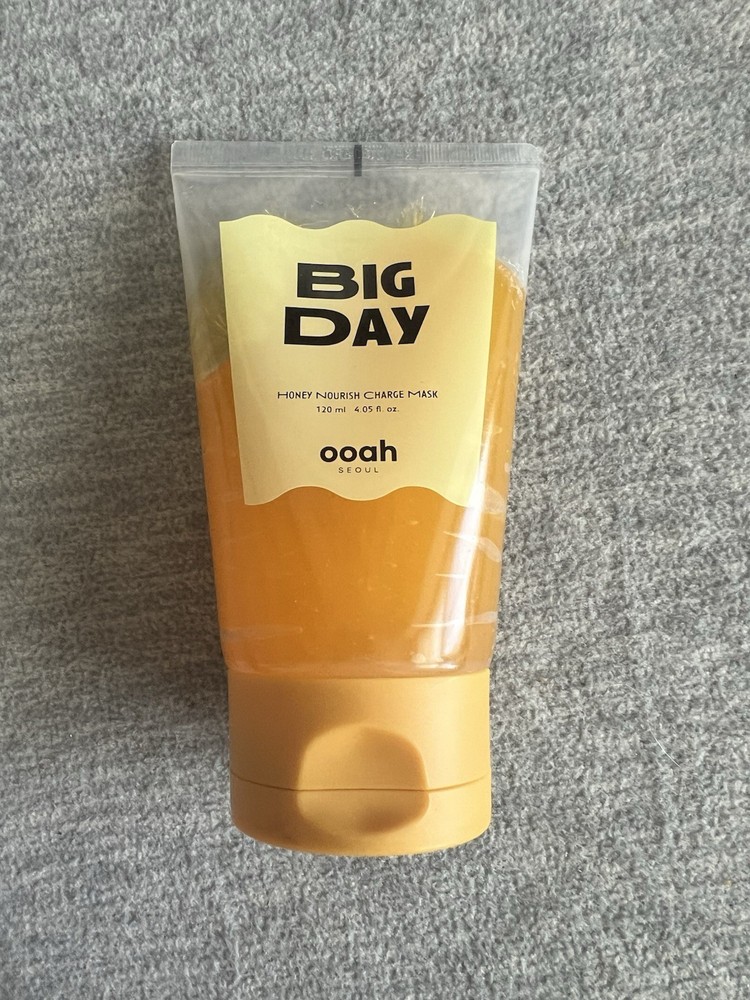 BIG
DAY
HONEY NOURISH CHARGE MASK
120 ml 4.05 fl. oz.
ooah
SEOUL